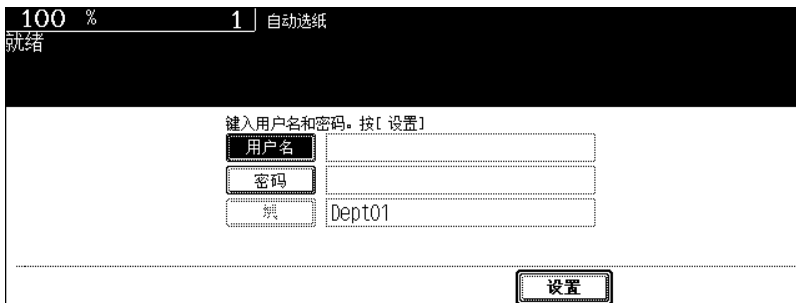 100 % 1 自动选纸
就绪
键入用户名和密码。按[ 设置]
用户名
密码
Dept01
设置